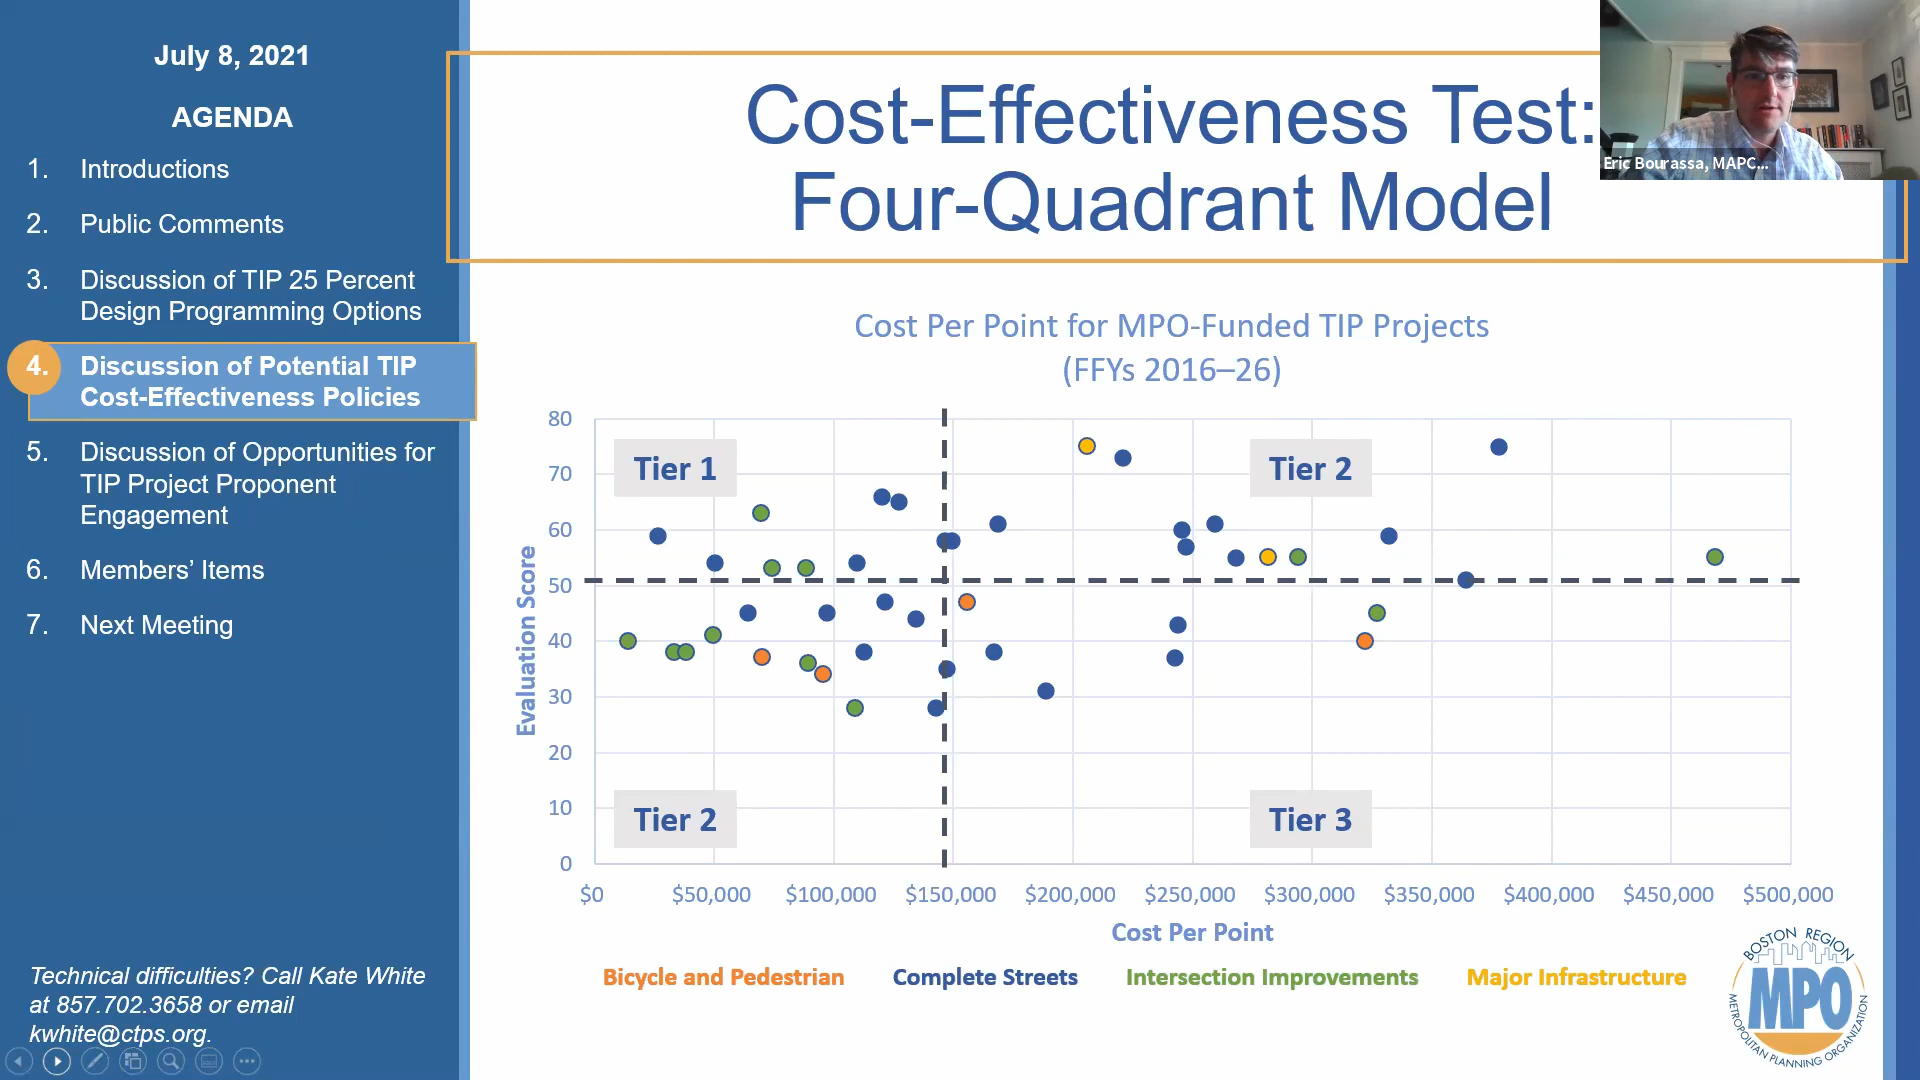 July 8, 2021
AGENDA
1. Introductions
2. Public Comments
3. Discussion of TIP 25 Percent
Design Programming Options
4. Discussion of Potential TIP
Cost-Effectiveness Policies
5. Discussion of Opportunities for
TIP Project Proponent
Engagement
6. Members’ Items
7. Next Meeting
Technical difficulties? Call Kate White
at 857.702.3658 or email
kwhite@ctps.org.
Cost-Effectiveness Test:
Four-Quadrant Model
Eric Bourassa, MAPC...
Cost Per Point for MPO-Funded TIP Projects
(FFYs 2016–26)
Evaluation Score
80
70
60
50
40
30
20
10
0
Tier 1
Tier 2
Tier 2
Tier 3
$0 $50,000 $100,000 $150,000 $200,000 $250,000 $300,000 $350,000 $400,000 $450,000 $500,000
Cost Per Point
Bicycle and Pedestrian Complete Streets Intersection Improvements Major Infrastructure
BOSTON REGION
MPO
METROPOLITAN PLANNING ORGANIZATION